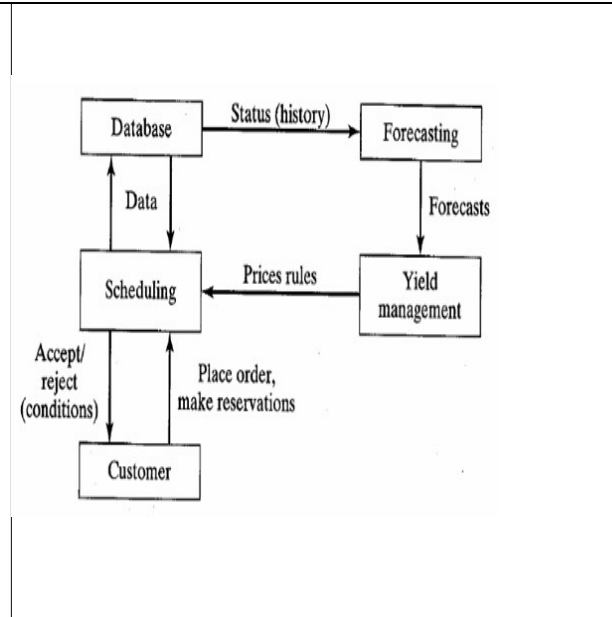 Database
Status (history)
Forecasting
Data
Forecasts
Scheduling
Prices rules
Yield
management
Accept/
reject
(conditions)
Place order,
make reservations
Customer